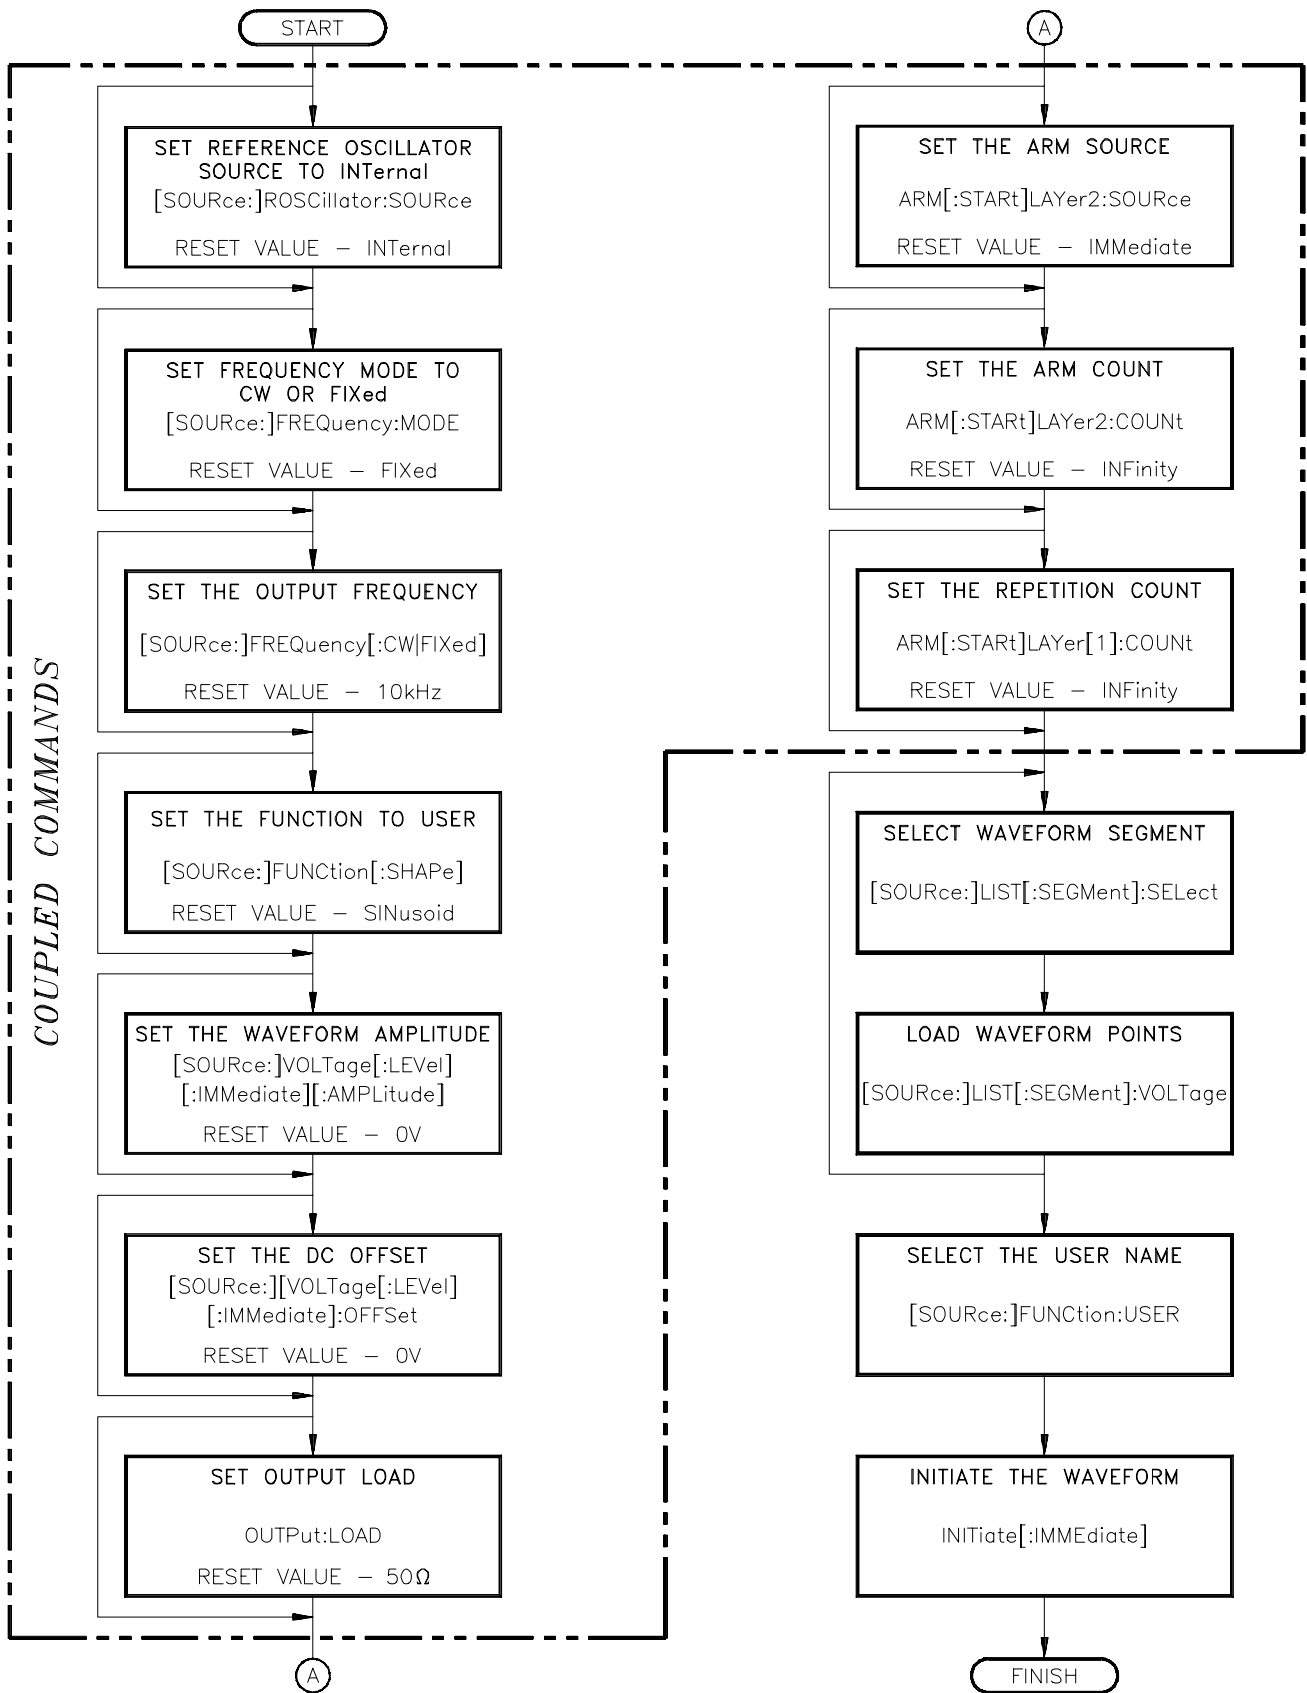 START
SET REFERENCE OSCILLATOR
SOURCE TO INTernal
[SOURce:]ROSCillator:SOURce
RESET VALUE – INTernal
SET FREQUENCY MODE TO
CW OR FIXed
[SOURce:]FREQuency:MODE
RESET VALUE – FIXed
SET THE OUTPUT FREQUENCY
[SOURce:]FREQuency[:CW|FIXed]
RESET VALUE – 10kHz
SET THE FUNCTION TO USER
[SOURce:]FUNCtion[:SHAPe]
RESET VALUE – SINusoid
SET THE WAVEFORM AMPLITUDE
[SOURce:]VOLTage[:LEVel]
[:IMMediate][:AMPLitude]
RESET VALUE – 0V
SET THE DC OFFSET
[SOURce:][VOLTage[:LEVel]
[:IMMediate]:OFFSet
RESET VALUE – 0V
SET OUTPUT LOAD
OUTPut:LOAD
RESET VALUE – 50Ω
A
COUPLED COMMANDS
A
SET THE ARM SOURCE
ARM[:STARt]LAYer2:SOURce
RESET VALUE – IMMediate
SET THE ARM COUNT
ARM[:STARt]LAYer2:COUNt
RESET VALUE – INFinity
SET THE REPETITION COUNT
ARM[:STARt]LAYer[1]:COUNt
RESET VALUE – INFinity
SELECT WAVEFORM SEGMENT
[SOURce:]LIST[:SEGMent]:SELect
LOAD WAVEFORM POINTS
[SOURce:]LIST[:SEGMent]:VOLTage
SELECT THE USER NAME
[SOURce:]FUNCtion:USER
INITIATE THE WAVEFORM
INITiate[:IMMEdiate]
FINISH